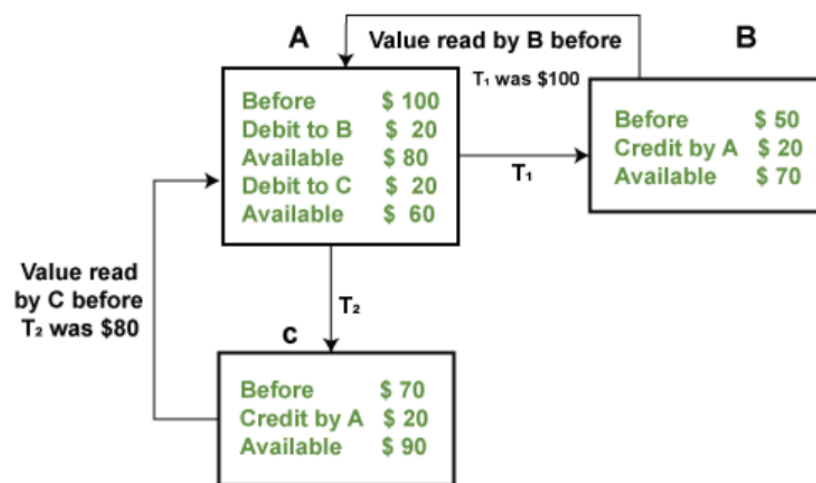 A
Value read by B before
T₁ was $100
B
Before $ 100
Debit to B $ 20
Available $ 80
Debit to C $ 20
Available $ 60
T₁
Before $ 50
Credit by A $ 20
Available $ 70
Value read
by C before
T₂ was $80
T₂
c
Before $ 70
Credit by A $ 20
Available $ 90